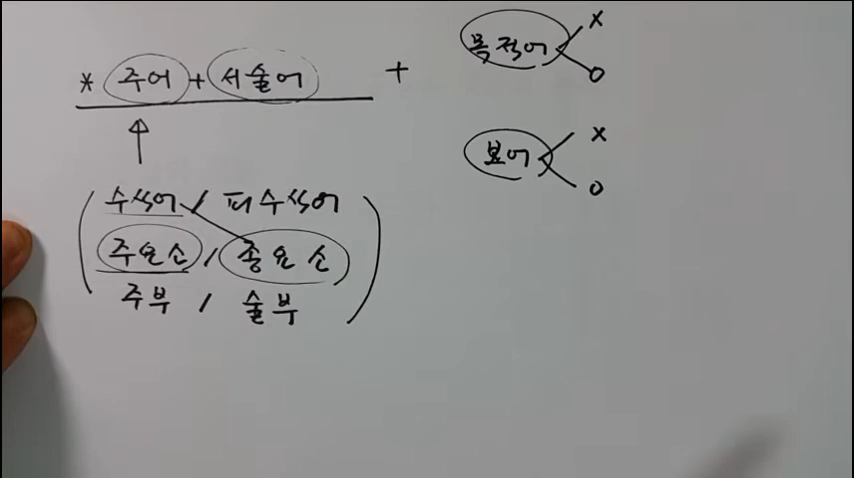 * 주어 + 서술어 +
목적어 X
O
보어 X
O
(수식어 / 피수식어
주요소 / 종요소
주부 / 술부)